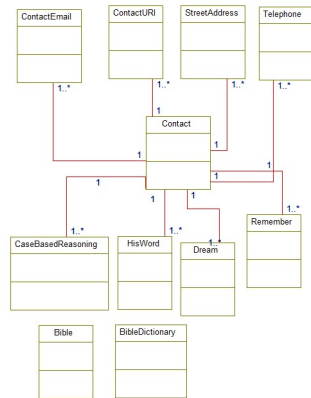 ContactEmail
ContactURI
StreetAddress
Telephone
1..*
1..*
1..*
1..*
1
Contact
1
1
1
1
1
1
1
1
1..*
1..*
1..*
1..*
CaseBasedReasoning
HisWord
Dream
Remember
Bible
BibleDictionary